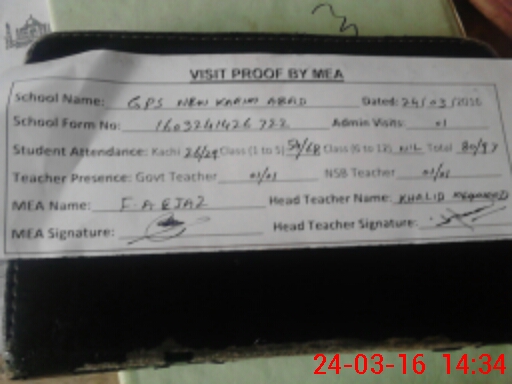 VISIT PROOF BY MEA
School Name: GPS NEW KARIM ABAD Dated: 24/03/2016
School Form No: 1603241426722 Admin Visits: 01
Student Attendance: Kachi 26/29 Class (1 to 5) 54/68 Class (6 to 12) NIL Total 80/97
Teacher Presence: Govt Teacher 01/01 NSB Teacher 01/01
MEA Name: F.A EJAZ Head Teacher Name: KHALID MEHMOOD
MEA Signature: Head Teacher Signature:
24-03-16 14:34